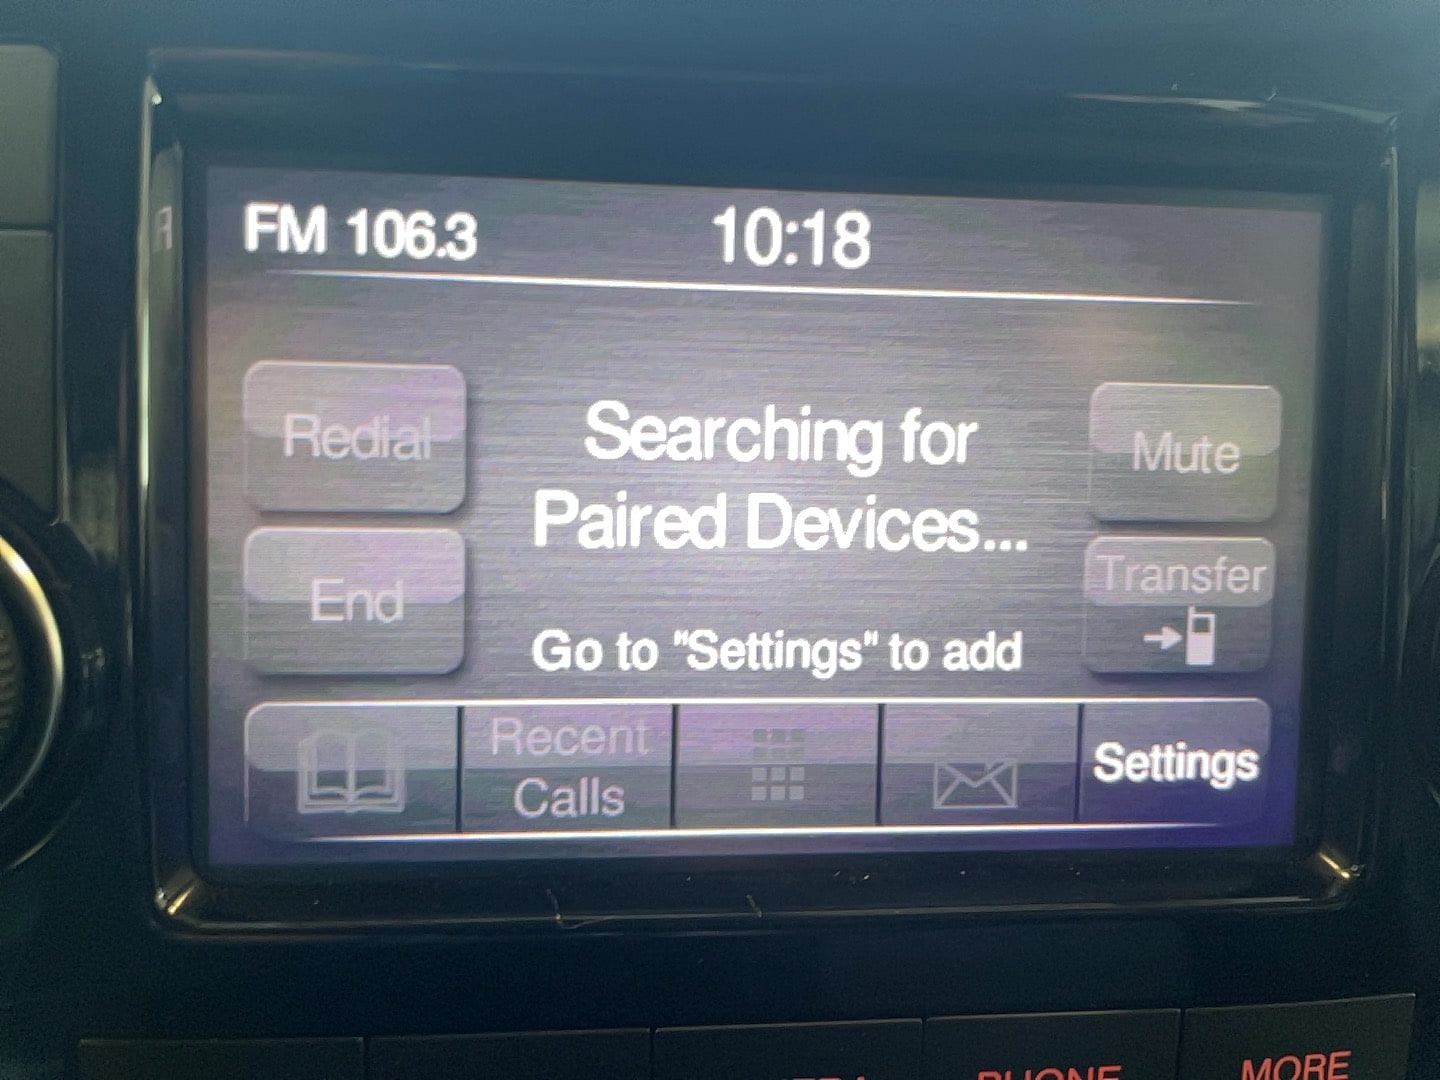 FM 106.3
10:18
Redial
Searching for
Paired Devices...
Mute
End
Transfer
Go to "Settings" to add
Recent
Calls
Settings
PHONE
MORE